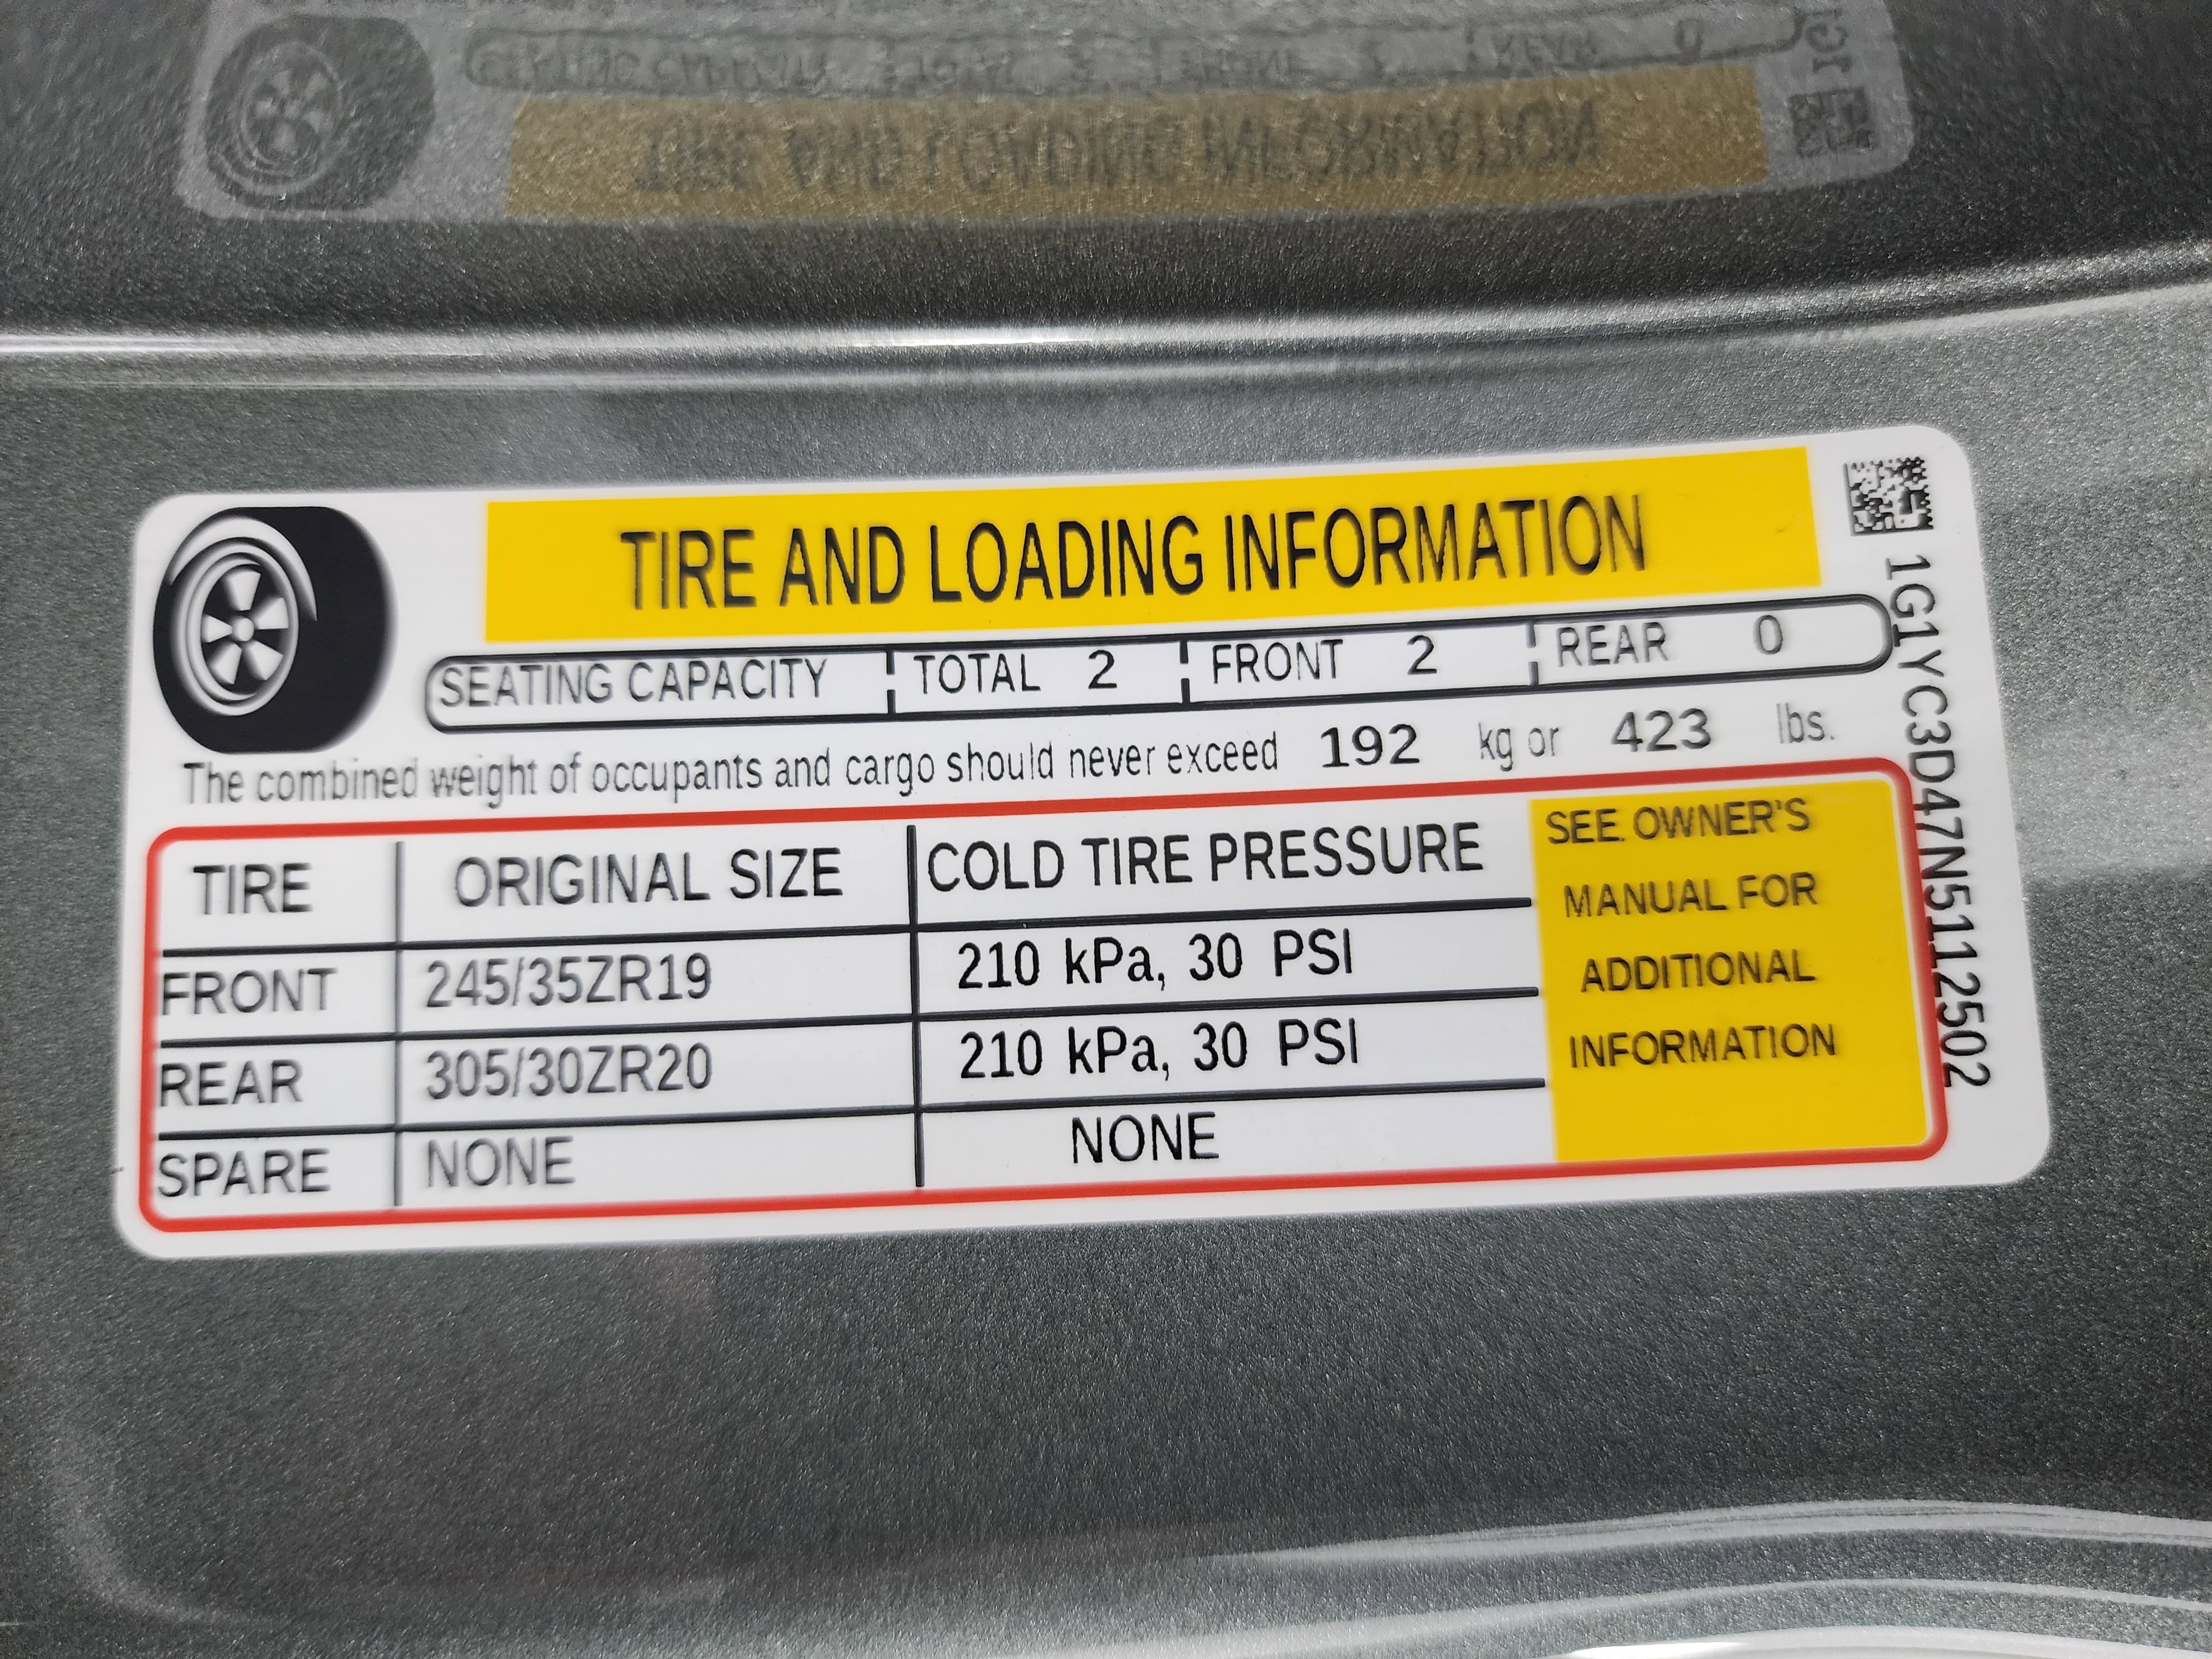 TIRE AND LOADING INFORMATION
SEATING CAPACITY TOTAL 2 FRONT 2 REAR 0
The combined weight of occupants and cargo should never exceed 192 kg or 423 lbs.
TIRE ORIGINAL SIZE COLD TIRE PRESSURE
FRONT 245/35ZR19 210 kPa, 30 PSI
REAR 305/30ZR20 210 kPa, 30 PSI
SPARE NONE NONE
SEE OWNER'S
MANUAL FOR
ADDITIONAL
INFORMATION
1G1YC3D47N5112502